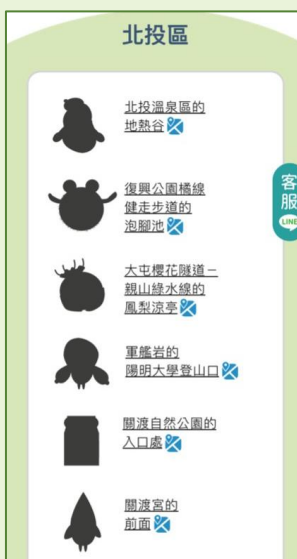 北投區
北投溫泉區的
地熱谷
復興公園橘線
健走步道的
泡腳池
客服
LINE
大屯櫻花隧道－
親山綠水線的
鳳梨涼亭
軍艦岩的
陽明大學登山口
關渡自然公園的
入口處
關渡宮的
前面